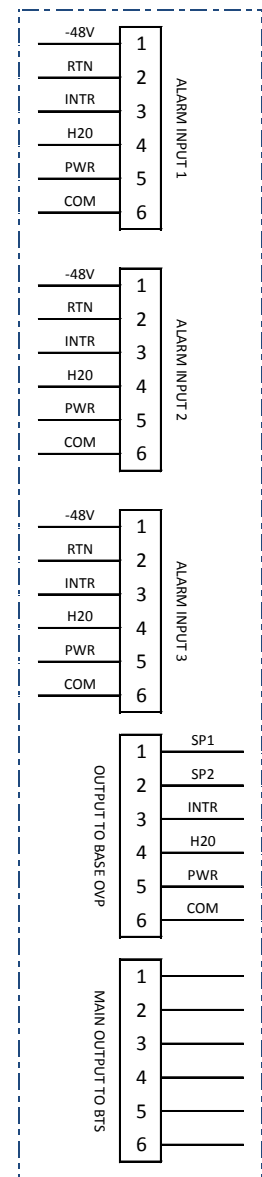 -48V 1
RTN 2
INTR 3
H20 4
PWR 5
COM 6
ALARM INPUT 1
-48V 1
RTN 2
INTR 3
H20 4
PWR 5
COM 6
ALARM INPUT 2
-48V 1
RTN 2
INTR 3
H20 4
PWR 5
COM 6
ALARM INPUT 3
OUTPUT TO BASE OVP
1 SP1
2 SP2
3 INTR
4 H20
5 PWR
6 COM
MAIN OUTPUT TO BTS
1
2
3
4
5
6